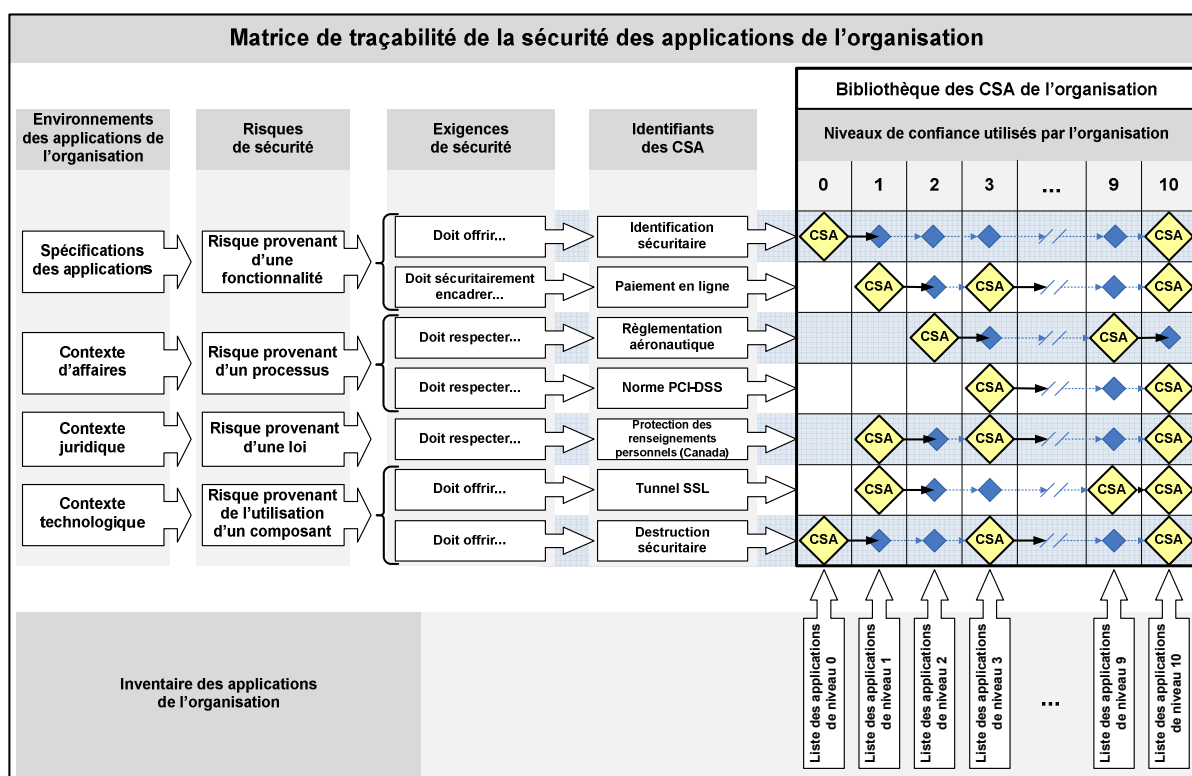 Matrice de traçabilité de la sécurité des applications de l'organisation
Bibliothèque des CSA de l'organisation
Environnements
des applications de
l'organisation
Risques
de sécurité
Exigences
de sécurité
Identifiants
des CSA
Niveaux de confiance utilisés par l'organisation
0 1 2 3 ... 9 10
Spécifications
des applications
Risque provenant
d'une
fonctionnalité
Doit offrir...
Identification
sécuritaire
CSA CSA
Doit sécuritairement
encadrer...
Paiement en ligne
CSA CSA CSA
Contexte
d'affaires
Risque provenant
d'un processus
Doit respecter...
Règlementation
aéronautique
CSA CSA
Doit respecter...
Norme PCI-DSS
CSA CSA
Contexte
juridique
Risque provenant
d'une loi
Doit respecter...
Protection des
renseignements
personnels (Canada)
CSA CSA CSA
Contexte
technologique
Risque provenant
de l'utilisation
d'un composant
Doit offrir...
Tunnel SSL
CSA CSA CSA
Doit offrir...
Destruction
sécuritaire
CSA CSA CSA
Inventaire des applications
de l'organisation
Liste des applications
de niveau 0
Liste des applications
de niveau 1
Liste des applications
de niveau 2
Liste des applications
de niveau 3
...
Liste des applications
de niveau 9
Liste des applications
de niveau 10